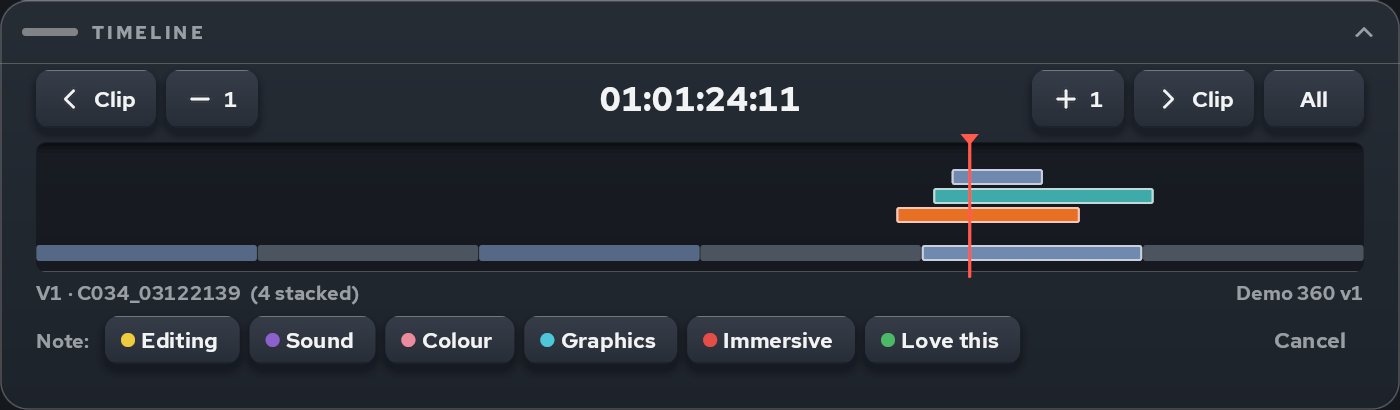 TIMELINE
Clip
1
01:01:24:11
1
Clip
All
V1 · C034_03122139 (4 stacked)
Demo 360 v1
Note:
Editing
Sound
Colour
Graphics
Immersive
Love this
Cancel